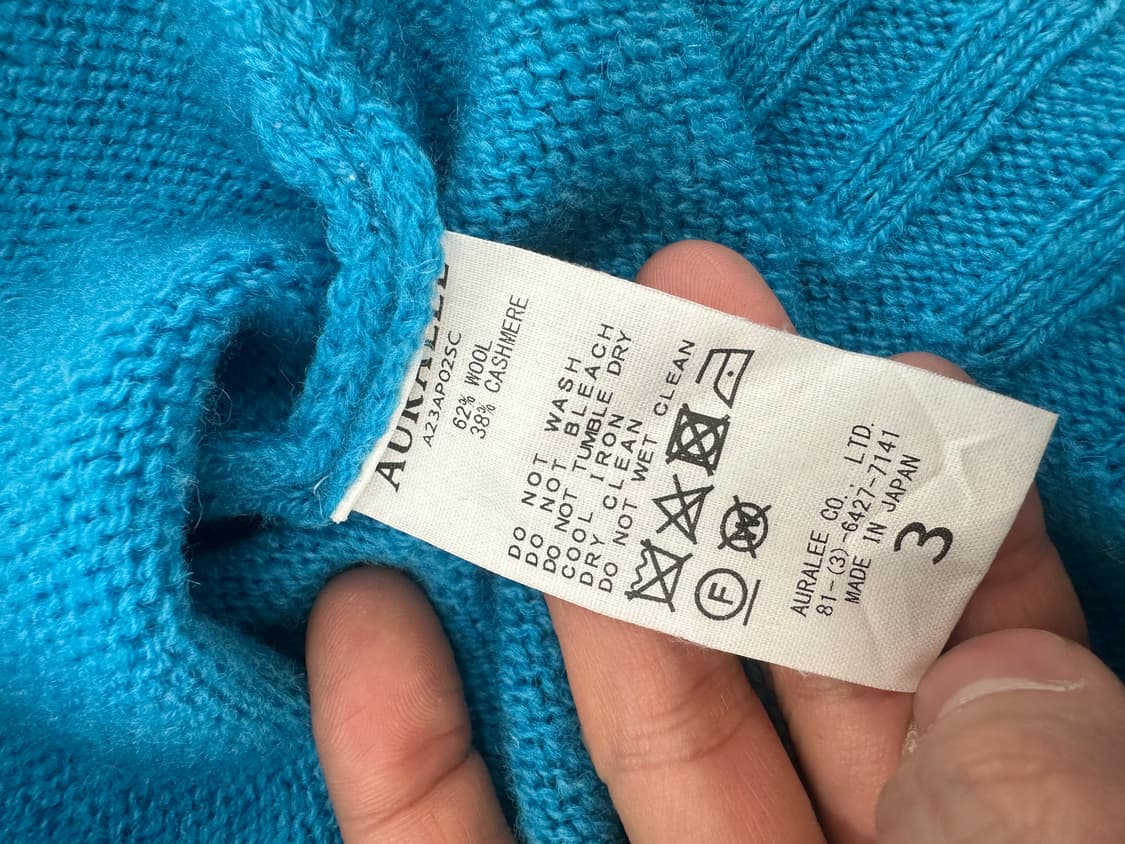 AURALEE
A23AP02SC
62% WOOL
38% CASHMERE
DO NOT WASH
DO NOT BLEACH
DO NOT TUMBLE DRY
COOL IRON
DRY CLEAN
DO NOT WET CLEAN
F
W
AURALEE CO., LTD.
81-(3)-6427-7141
MADE IN JAPAN
3